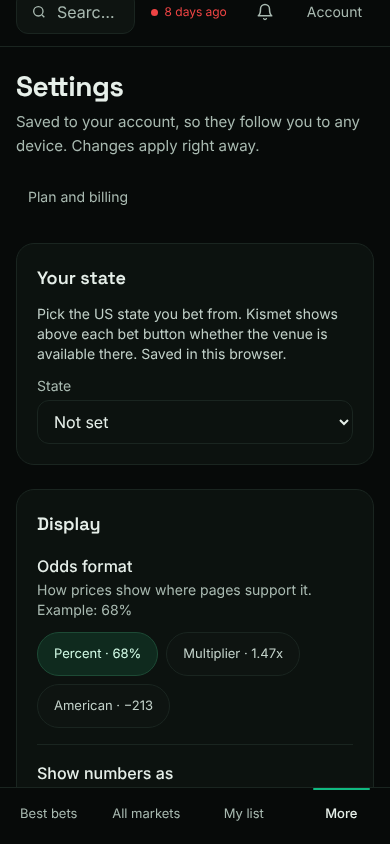 Searc...
8 days ago
Account
Settings
Saved to your account, so they follow you to any
device. Changes apply right away.
Plan and billing
Your state
Pick the US state you bet from. Kismet shows
above each bet button whether the venue is
available there. Saved in this browser.
State
Not set
Display
Odds format
How prices show where pages support it.
Example: 68%
Percent · 68%
Multiplier · 1.47x
American · −213
Show numbers as
Best bets
All markets
My list
More